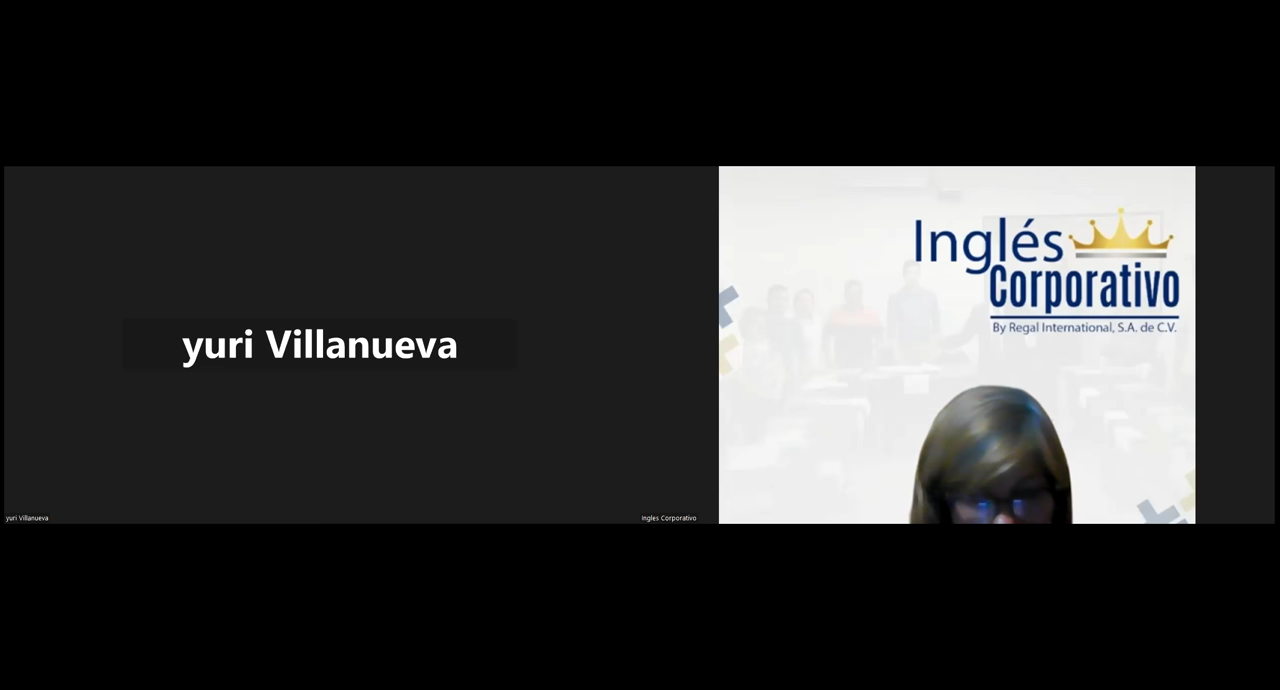 yuri Villanueva
yuri Villanueva
Ingles Corporativo
Inglés
Corporativo
By Regal International, S.A. de C.V.